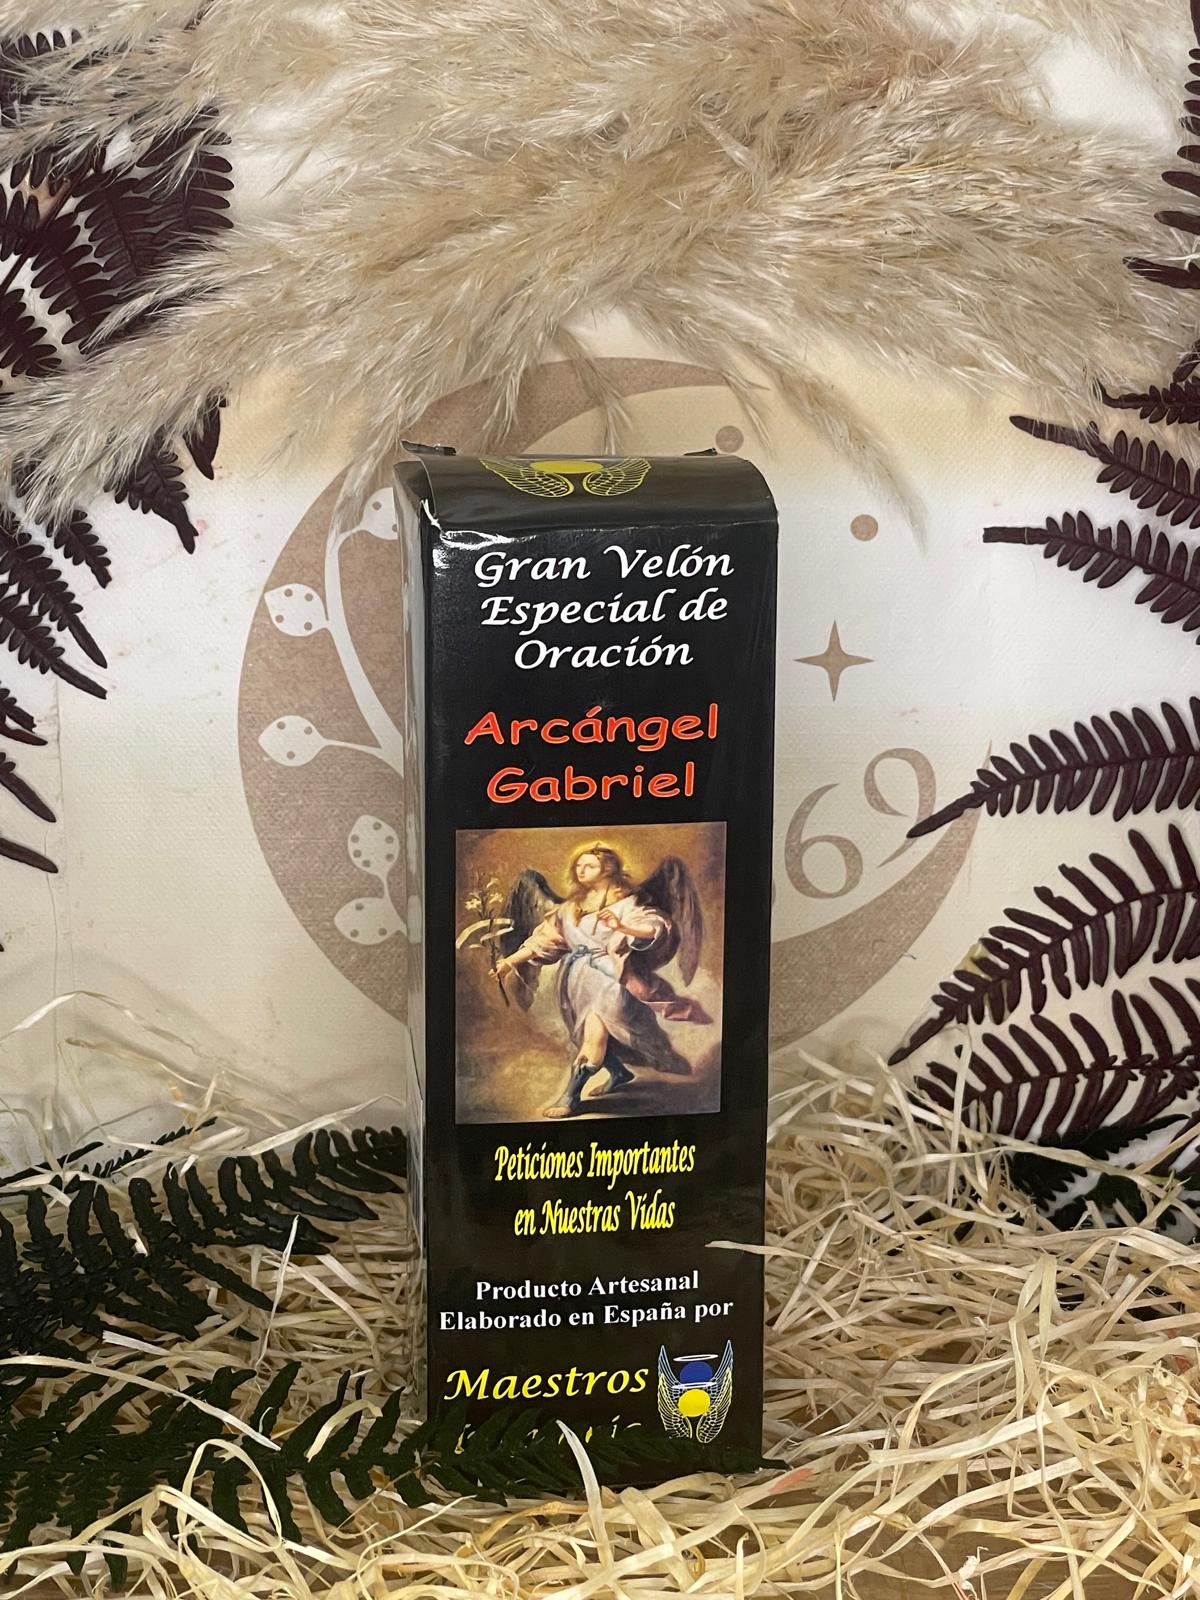 Gran Velón
Especial de
Oración
Arcángel
Gabriel
Peticiones Importantes
en Nuestras Vidas
Producto Artesanal
Elaborado en España por
Maestros
69